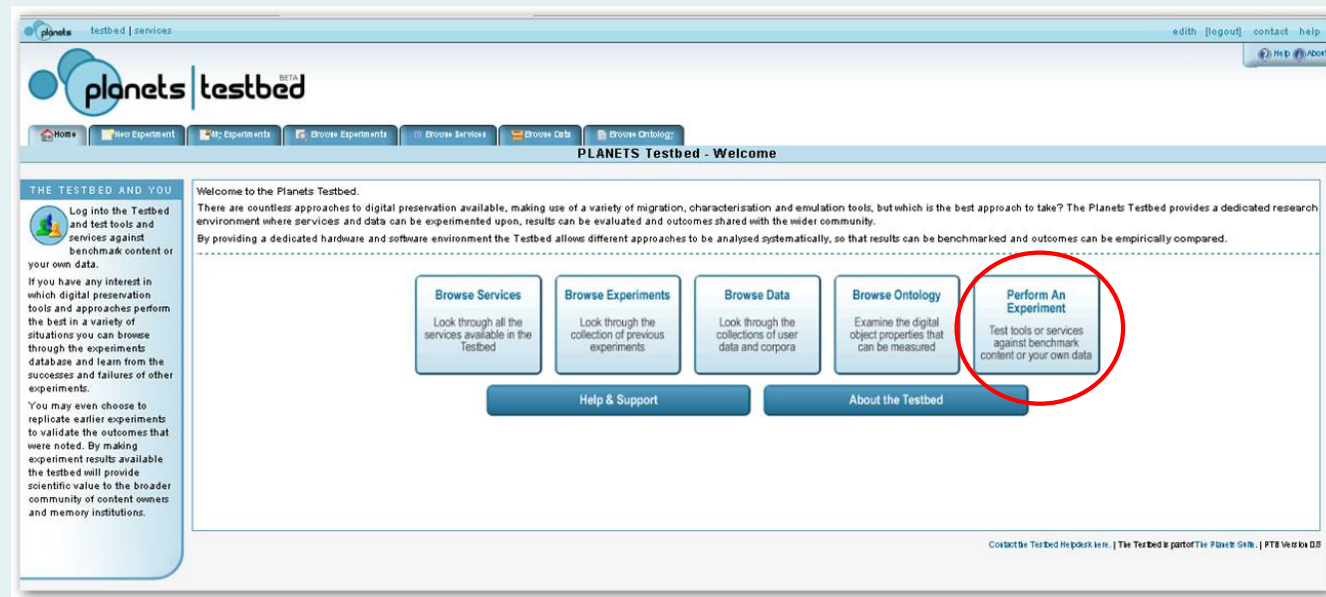 planets testbed | services
edith [logout] contact help
Help About
planets testbed BETA
Home New Experiment My Experiments Browse Experiments Browse Services Browse Data Browse Ontology
PLANETS Testbed - Welcome
THE TESTBED AND YOU
Log into the Testbed
and test tools and
services against
benchmark content or
your own data.
If you have any interest in
which digital preservation
tools and approaches perform
the best in a variety of
situations you can browse
through the experiments
database and learn from the
successes and failures of other
experiments.
You may even choose to
replicate earlier experiments
to validate the outcomes that
were noted. By making
experiment results available
the testbed will provide
scientific value to the broader
community of content owners
and memory institutions.
Welcome to the Planets Testbed.
There are countless approaches to digital preservation available, making use of a variety of migration, characterisation and emulation tools, but which is the best approach to take? The Planets Testbed provides a dedicated research
environment where services and data can be experimented upon, results can be evaluated and outcomes shared with the wider community.
By providing a dedicated hardware and software environment the Testbed allows different approaches to be analysed systematically, so that results can be benchmarked and outcomes can be empirically compared.
Browse Services
Look through all the
services available in the
Testbed
Browse Experiments
Look through the
collection of previous
experiments
Browse Data
Look through the
collections of user
data and corpora
Browse Ontology
Examine the digital
object properties that
can be measured
Perform An
Experiment
Test tools or services
against benchmark
content or your own data
Help & Support
About the Testbed
Contact the Testbed Helpdesk here. | The Testbed is part of The Planets Suite. | PTB Version 0.8